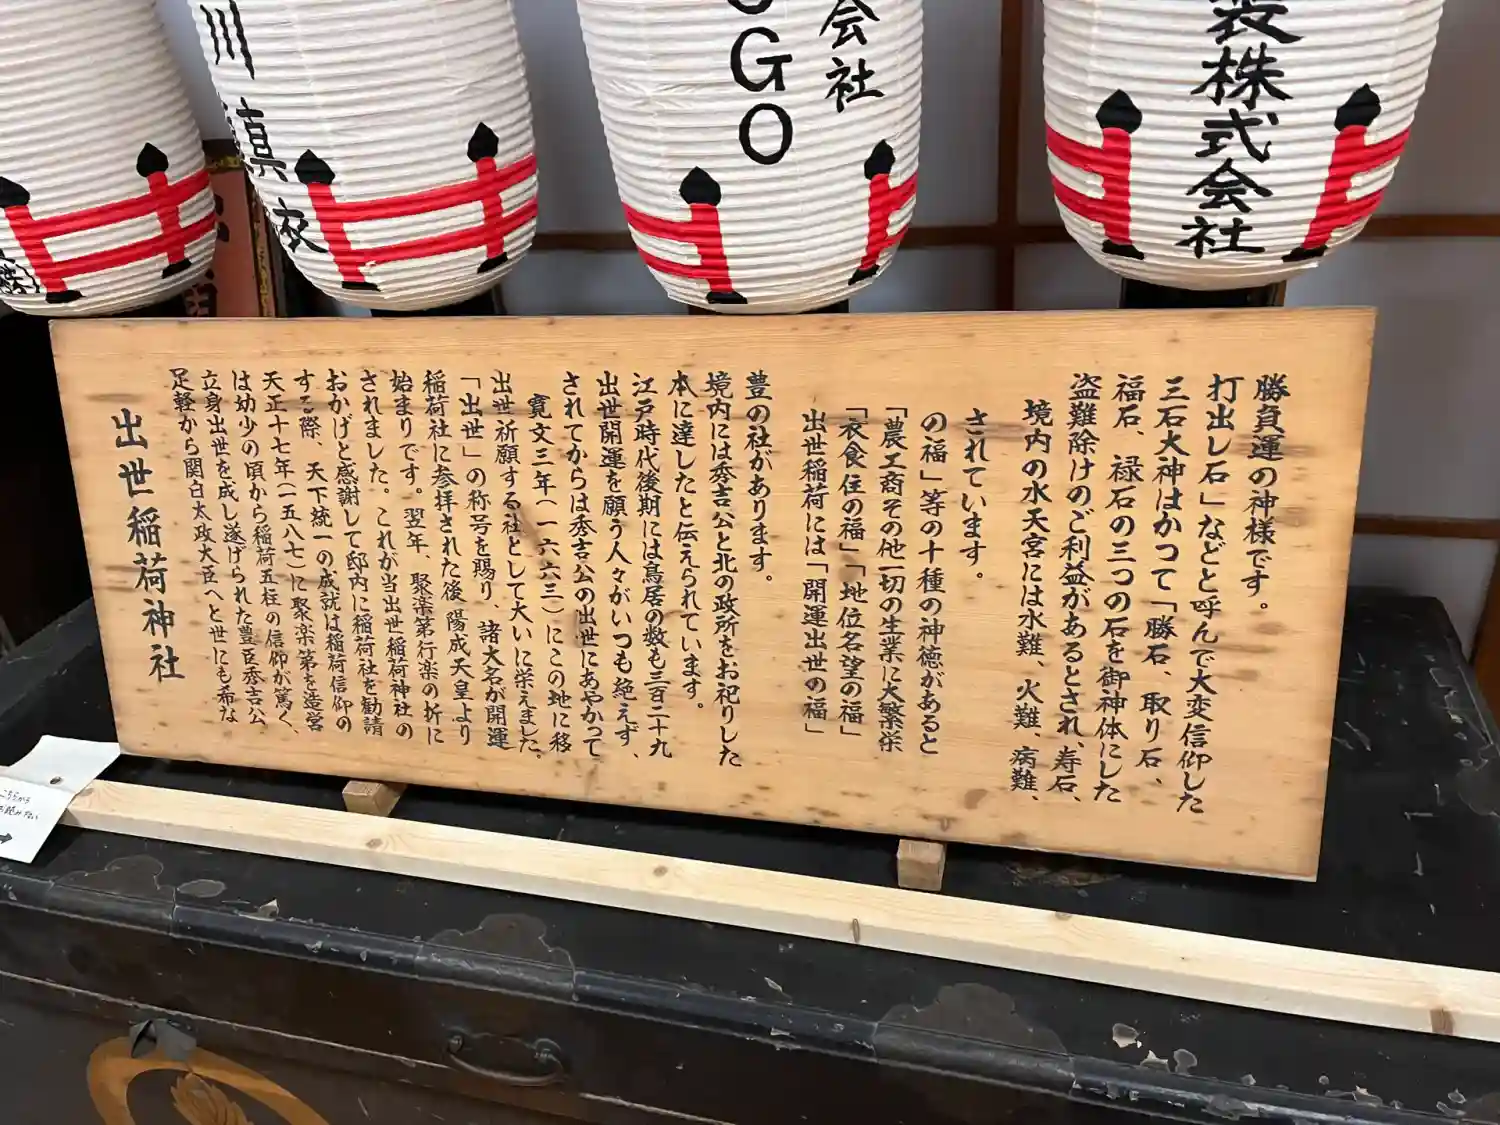 川
真衣
GO
会社
株式会社
こちらから
お読み下さい
→
出世稲荷神社
足軽から関白太政大臣へと世にも希な
立身出世を成し遂げられた豊臣秀吉公
は幼少の頃から稲荷五柱の信仰が篤く、
天正十七年(一五八七)に聚楽第を造営
する際、天下統一の成就は稲荷信仰の
おかげと感謝して邸内に稲荷社を勧請
されました。これが当出世稲荷神社の
始まりです。翌年、聚楽第行楽の折に
稲荷社に参拝された後陽成天皇より
「出世」の称号を賜り、諸大名が開運
出世祈願する社として大いに栄えました。
寛文三年(一六六三)にこの地に移
されてからは秀吉公の出世にあやかって
出世開運を願う人々がいつも絶えず、
江戸時代後期には鳥居の数も三百二十九
本に達したと伝えられています。
境内には秀吉公と北の政所をお祀りした
豊の社があります。
出世稲荷には「開運出世の福」
「衣食住の福」「地位名望の福」
「農工商その他一切の生業に大繁栄
の福」等の十種の神徳があると
されています。
境内の水天宮には水難、火難、病難、
盗難除けのご利益があるとされ、寿石、
福石、禄石の三つの石を御神体にした
三石大神はかつて「勝石、取り石、
打出し石」などと呼んで大変信仰した
勝負運の神様です。